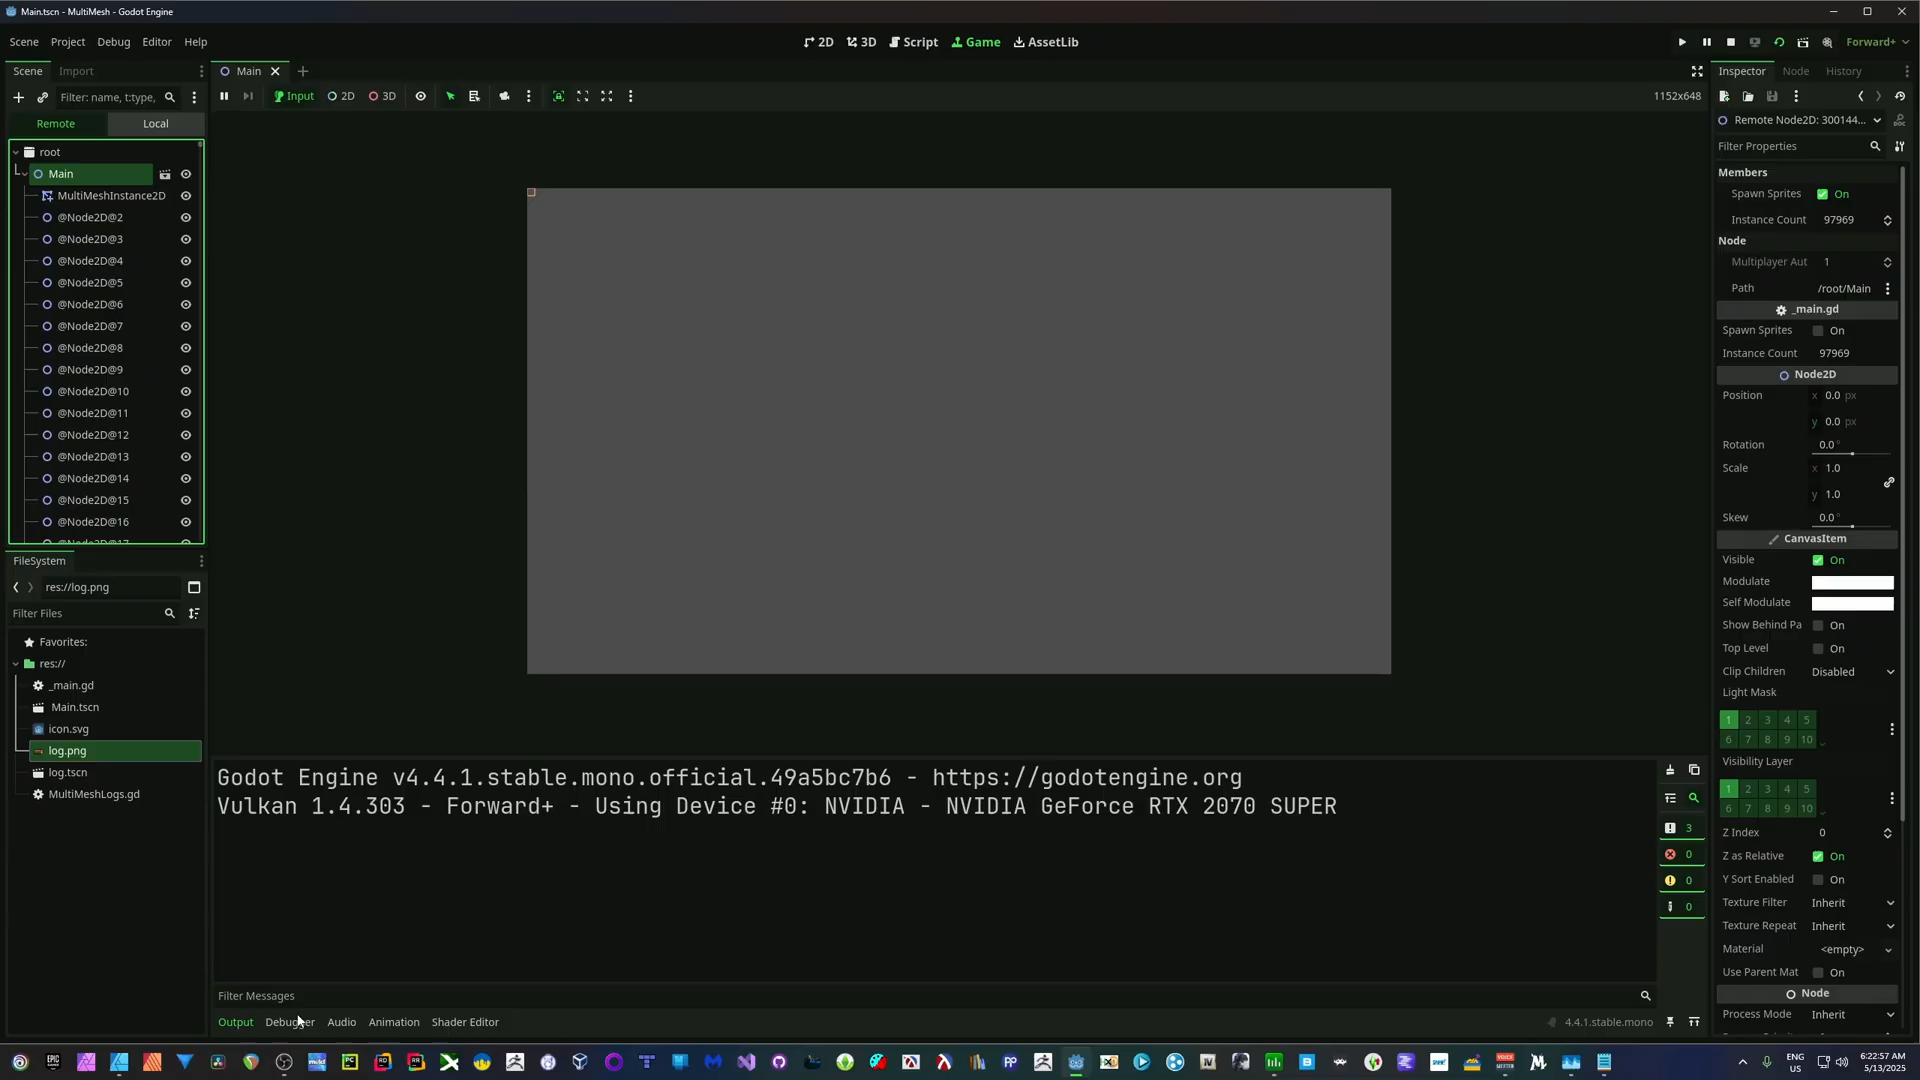 Main.tscn - MultiMesh - Godot Engine
Scene Project Debug Editor Help
2D 3D Script Game AssetLib
Forward+
Scene Import
Main
Inspector Node History
Filter: name, t:type,
Input 2D 3D
1152x648
Remote Local
Remote Node2D: 300144...
Filter Properties
root
Main
MultiMeshInstance2D
@Node2D@2
@Node2D@3
@Node2D@4
@Node2D@5
@Node2D@6
@Node2D@7
@Node2D@8
@Node2D@9
@Node2D@10
@Node2D@11
@Node2D@12
@Node2D@13
@Node2D@14
@Node2D@15
@Node2D@16
@Node2D@17
FileSystem
res://log.png
Filter Files
Favorites:
res://
_main.gd
Main.tscn
icon.svg
log.png
log.tscn
MultiMeshLogs.gd
Godot Engine v4.4.1.stable.mono.official.49a5bc7b6 - https://godotengine.org
Vulkan 1.4.303 - Forward+ - Using Device #0: NVIDIA - NVIDIA GeForce RTX 2070 SUPER
3
0
0
0
Filter Messages
Output Debugger Audio Animation Shader Editor
4.4.1.stable.mono
Members
Spawn Sprites On
Instance Count 97969
Node
Multiplayer Aut 1
Path /root/Main
_main.gd
Spawn Sprites On
Instance Count 97969
Node2D
Position x 0.0 px
y 0.0 px
Rotation 0.0 °
Scale x 1.0
y 1.0
Skew 0.0 °
CanvasItem
Visible On
Modulate
Self Modulate
Show Behind Pa On
Top Level On
Clip Children Disabled
Light Mask
1 2 3 4 5
6 7 8 9 10
Visibility Layer
1 2 3 4 5
6 7 8 9 10
Z Index 0
Z as Relative On
Y Sort Enabled On
Texture Filter Inherit
Texture Repeat Inherit
Material <empty>
Use Parent Mat On
Node
Process Mode Inherit
ENG
US
6:22:57 AM
5/13/2025